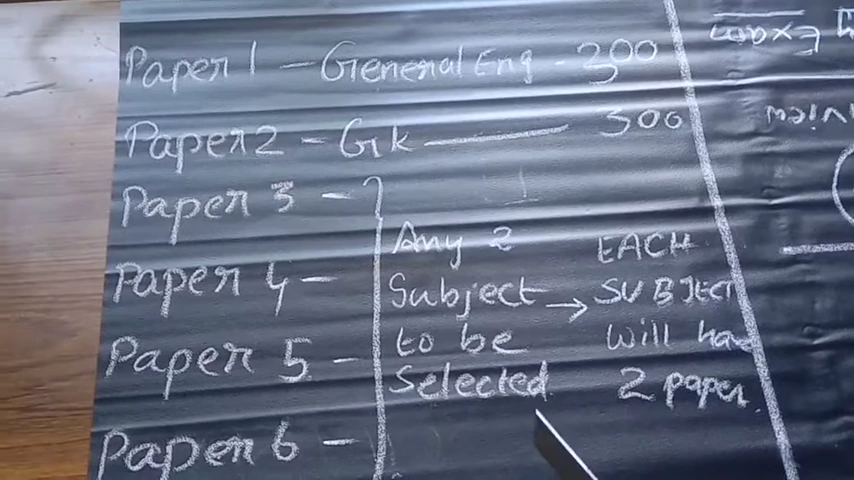 Paper 1 - General Eng - 300
Paper 2 - GK - 300
Paper 3 -
Any 2 EACH
Paper 4 -
Subject → SUBJECT
to be will hav
Paper 5 -
Selected 2 paper
Paper 6 -